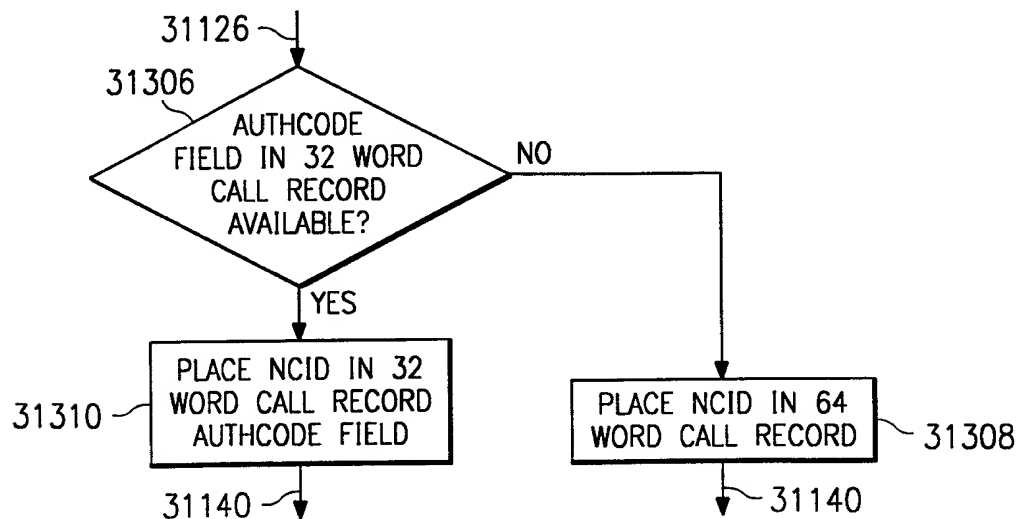 31126
31306
AUTHCODE
FIELD IN 32 WORD
CALL RECORD
AVAILABLE?
NO
YES
PLACE NCID IN 32
WORD CALL RECORD
AUTHCODE FIELD
31310
PLACE NCID IN 64
WORD CALL RECORD
31308
31140
31140